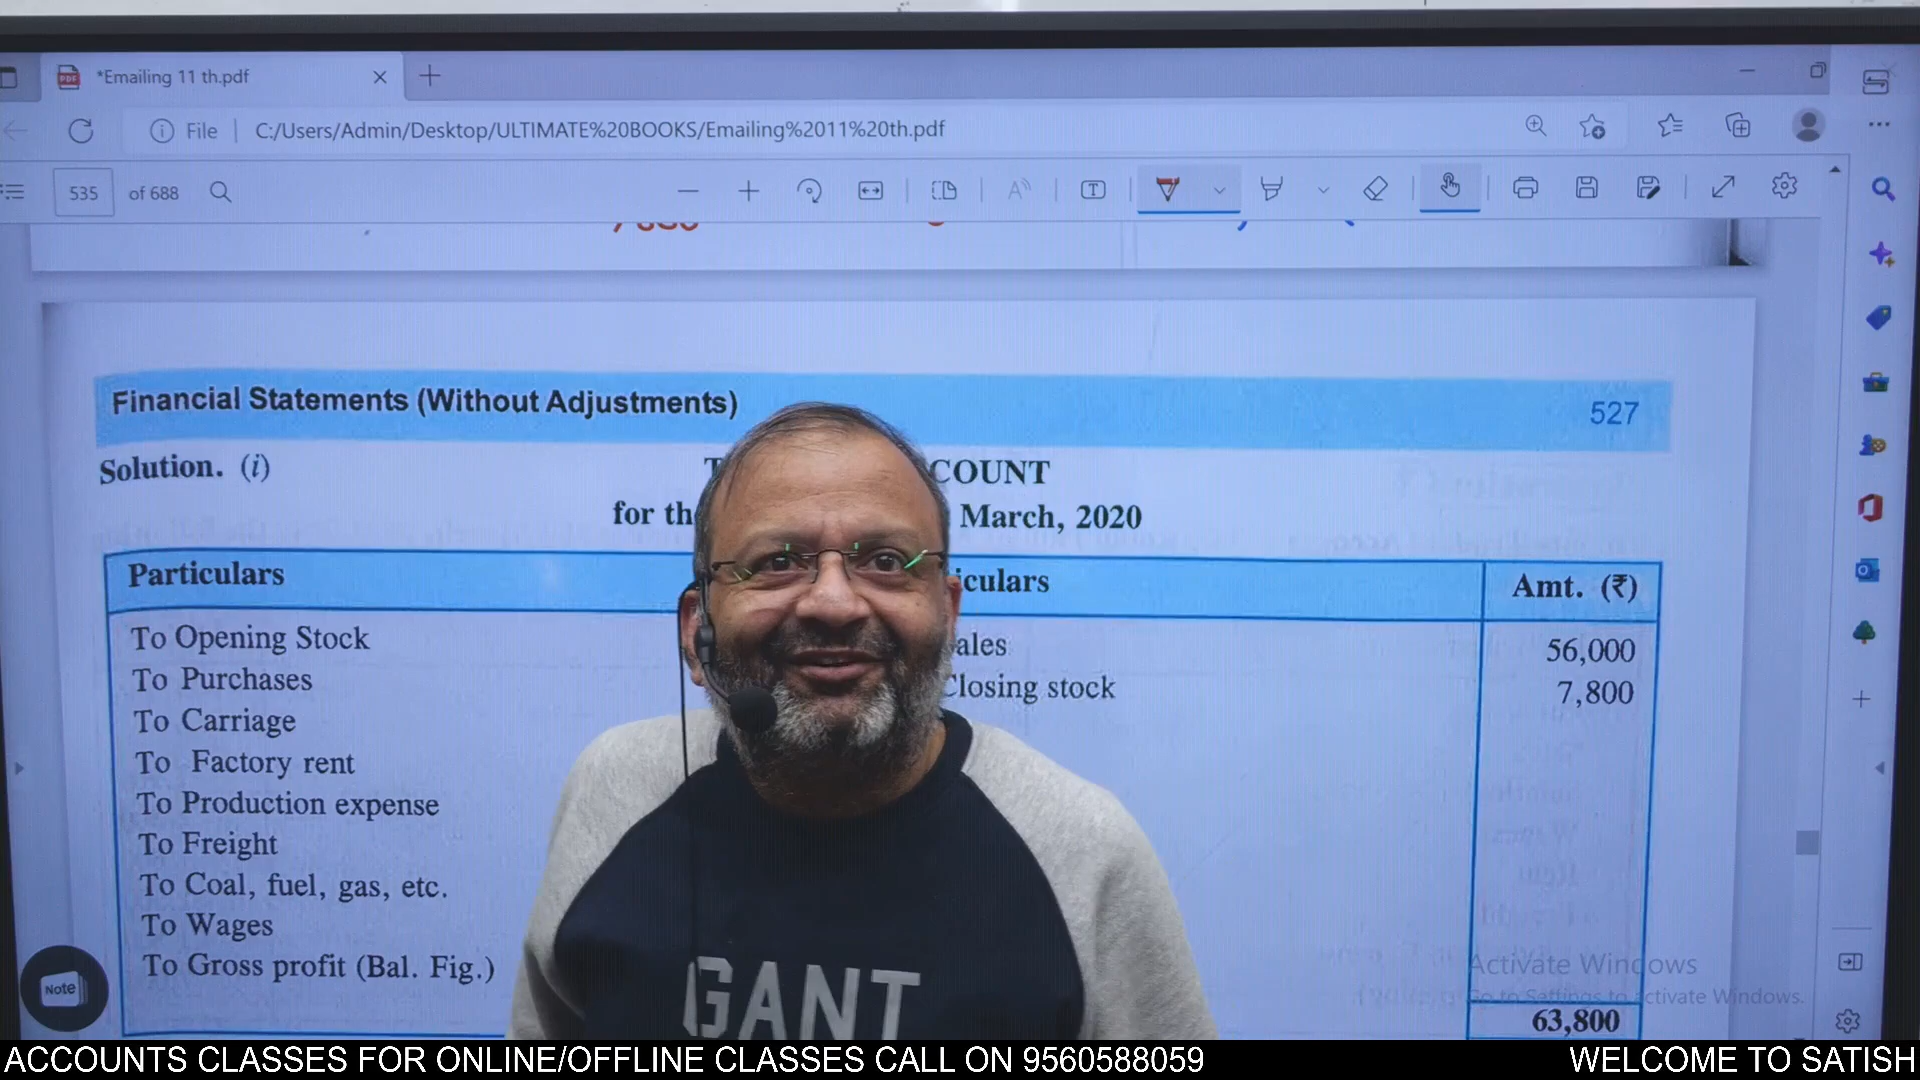 *Emailing 11 th.pdf
File
C:/Users/Admin/Desktop/ULTIMATE%20BOOKS/Emailing%2011%20th.pdf
535 of 688
Financial Statements (Without Adjustments)
527
Solution. (i)
COUNT
for th
March, 2020
Particulars
iculars
Amt. (₹)
To Opening Stock
ales
56,000
To Purchases
Closing stock
7,800
To Carriage
To Factory rent
To Production expense
To Freight
To Coal, fuel, gas, etc.
To Wages
To Gross profit (Bal. Fig.)
63,800
Activate Windows
Go to Settings to activate Windows.
Note
GANT
ACCOUNTS CLASSES FOR ONLINE/OFFLINE CLASSES CALL ON 9560588059
WELCOME TO SATISH